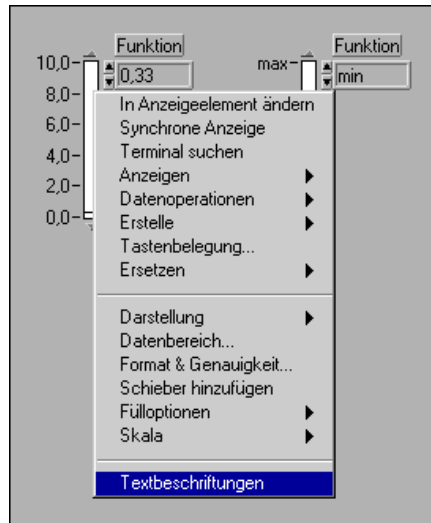 Funktion
Funktion
10,0
0,33
max
min
8,0
6,0
4,0
2,0
0,0
In Anzeigeelement ändern
Synchrone Anzeige
Terminal suchen
Anzeigen
Datenoperationen
Erstelle
Tastenbelegung...
Ersetzen
Darstellung
Datenbereich...
Format & Genauigkeit...
Schieber hinzufügen
Fülloptionen
Skala
Textbeschriftungen